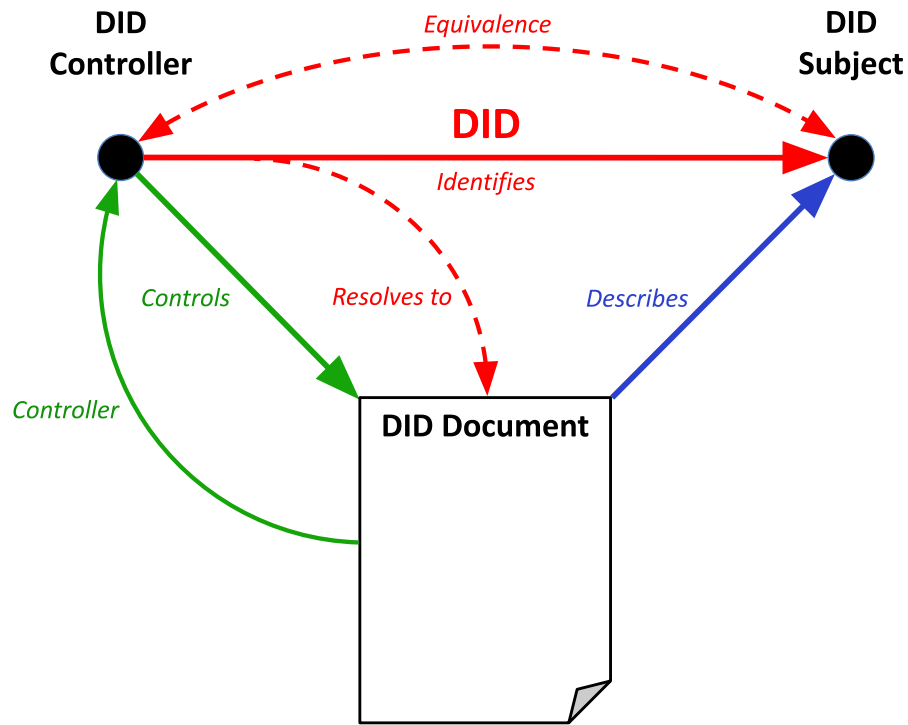 DID
Controller
Equivalence
DID
Subject
DID
Identifies
Controls
Resolves to
Describes
Controller
DID Document